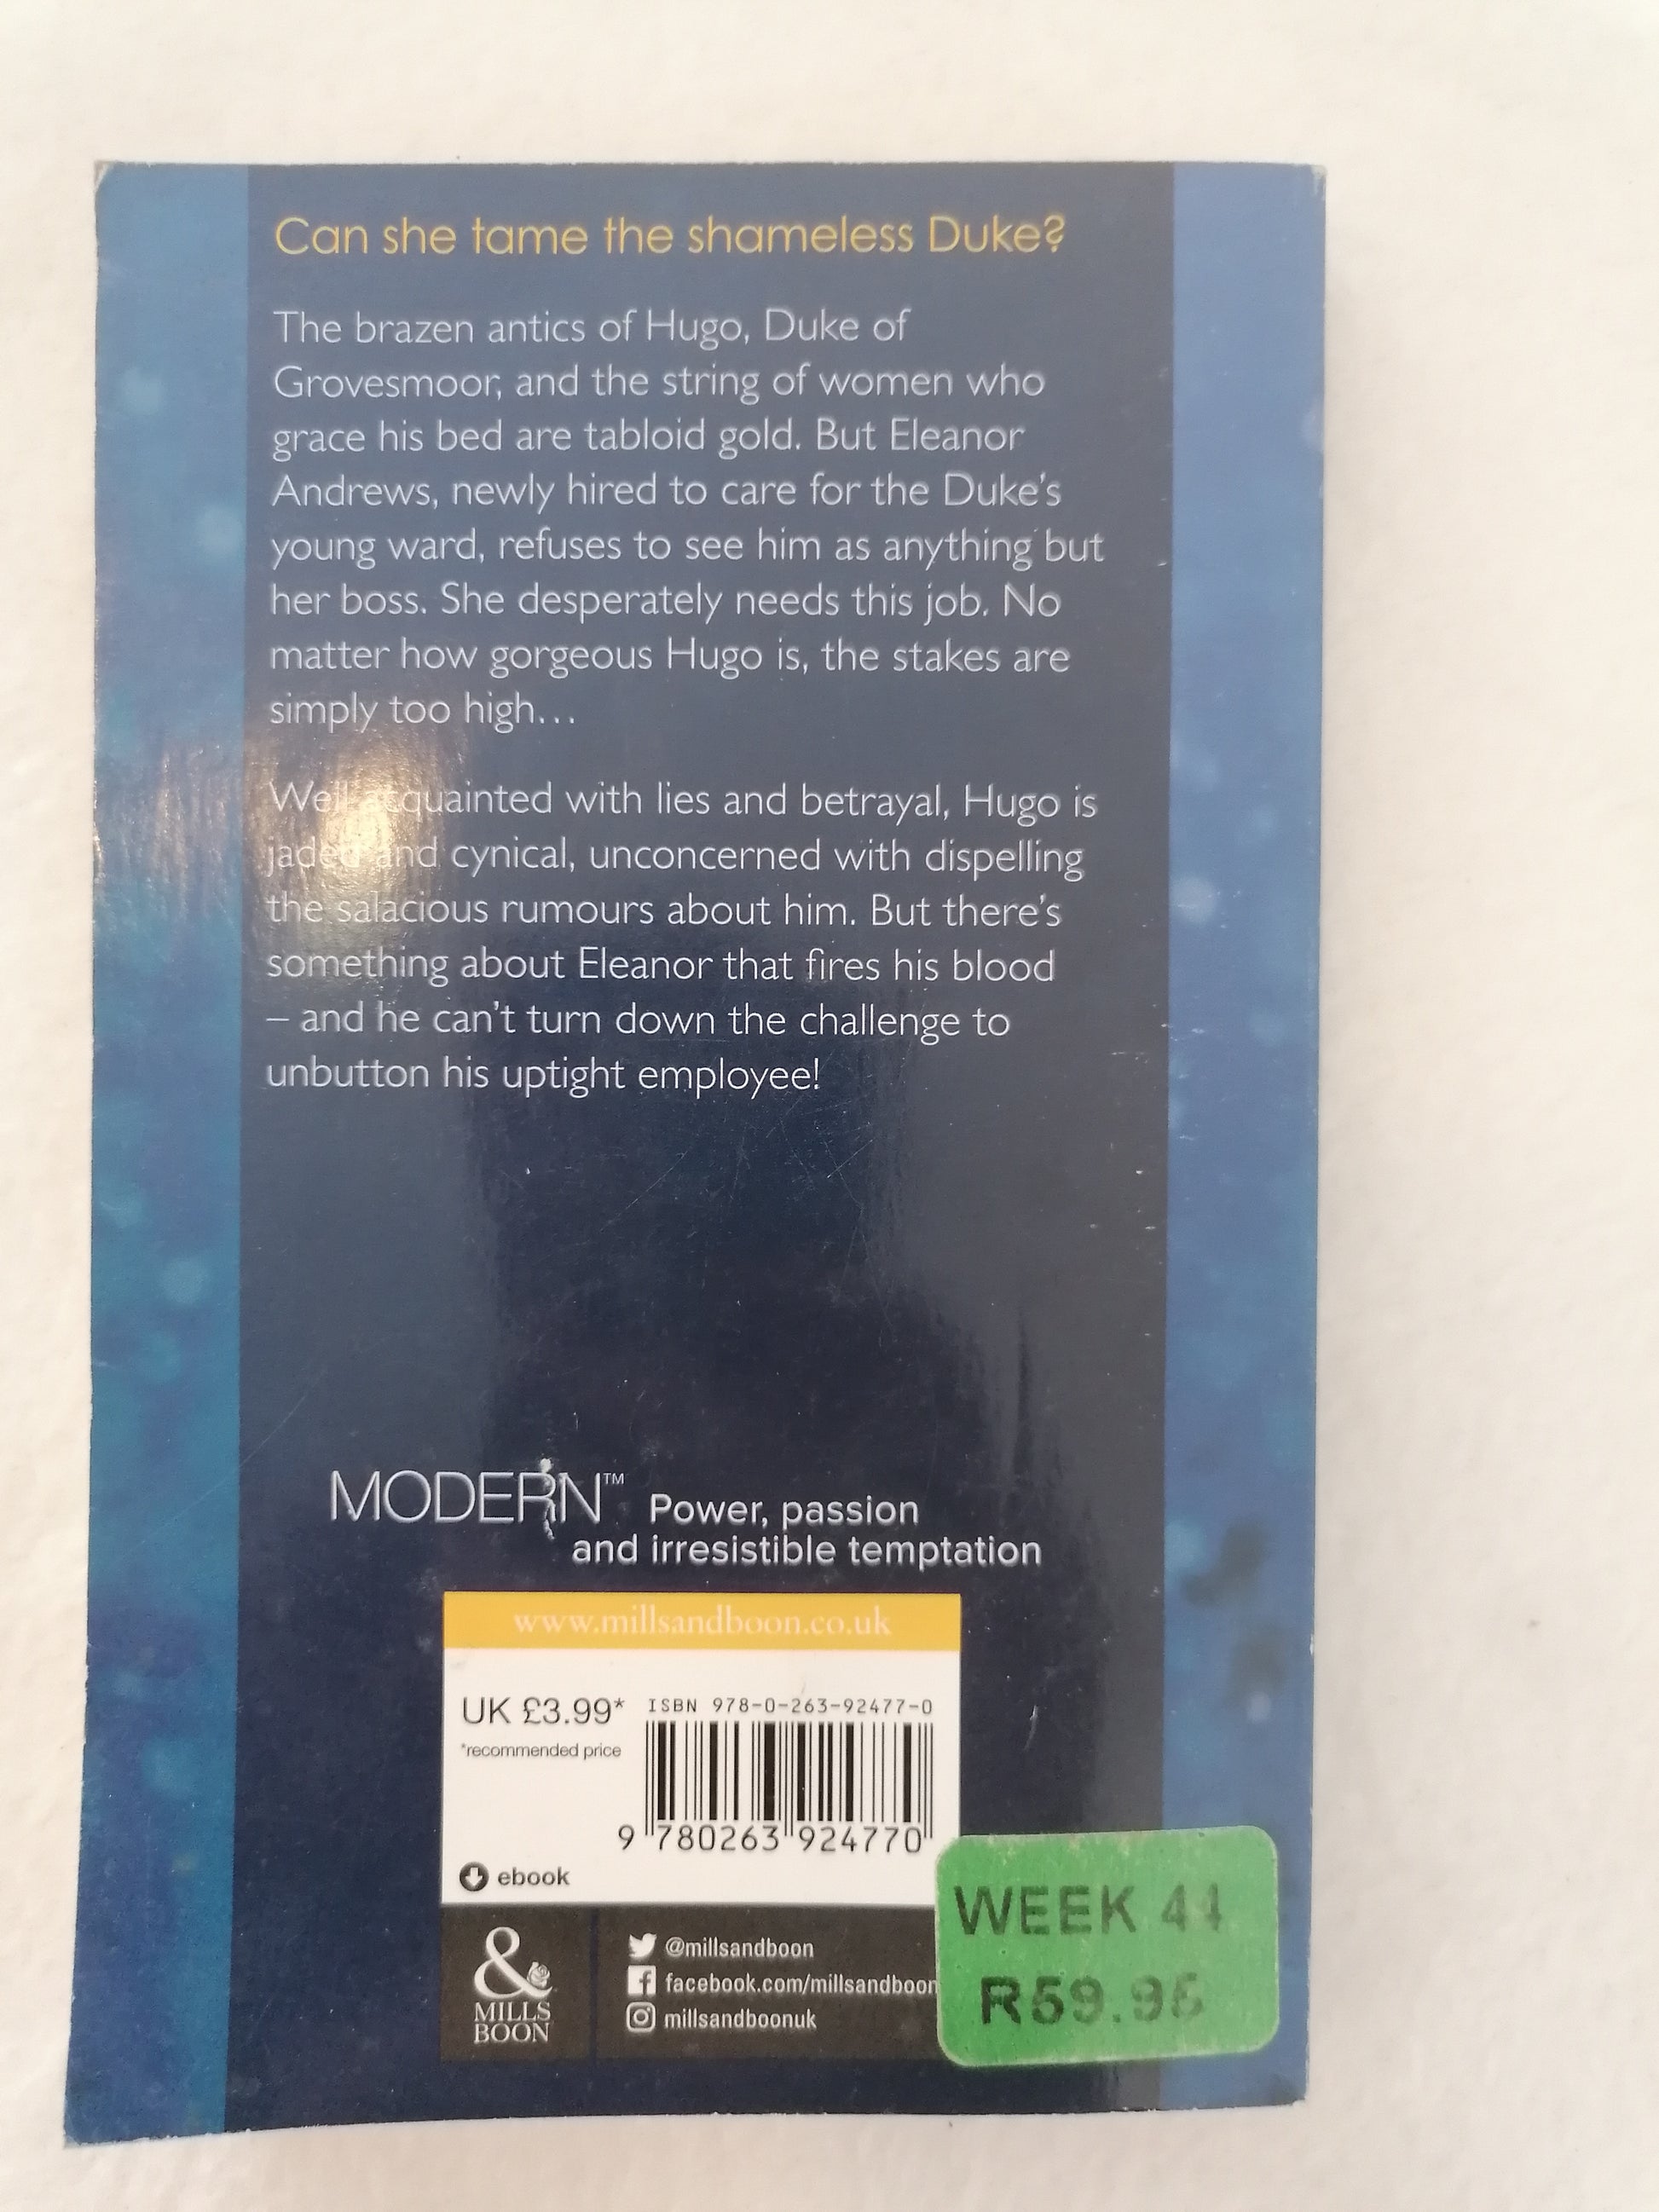 Can she tame the shameless Duke?
The brazen antics of Hugo, Duke of
Grovesmoor, and the string of women who
grace his bed are tabloid gold. But Eleanor
Andrews, newly hired to care for the Duke's
young ward, refuses to see him as anything but
her boss. She desperately needs this job. No
matter how gorgeous Hugo is, the stakes are
simply too high...
Well acquainted with lies and betrayal, Hugo is
jaded and cynical, unconcerned with dispelling
the salacious rumours about him. But there's
something about Eleanor that fires his blood
– and he can't turn down the challenge to
unbutton his uptight employee!
MODERN™ Power, passion
and irresistible temptation
www.millsandboon.co.uk
UK £3.99*
*recommended price
ISBN 978-0-263-92477-0
9 780263 924770
ebook
&
MILLS
BOON
@millsandboon
facebook.com/millsandboon
millsandboonuk
WEEK 44
R59.95